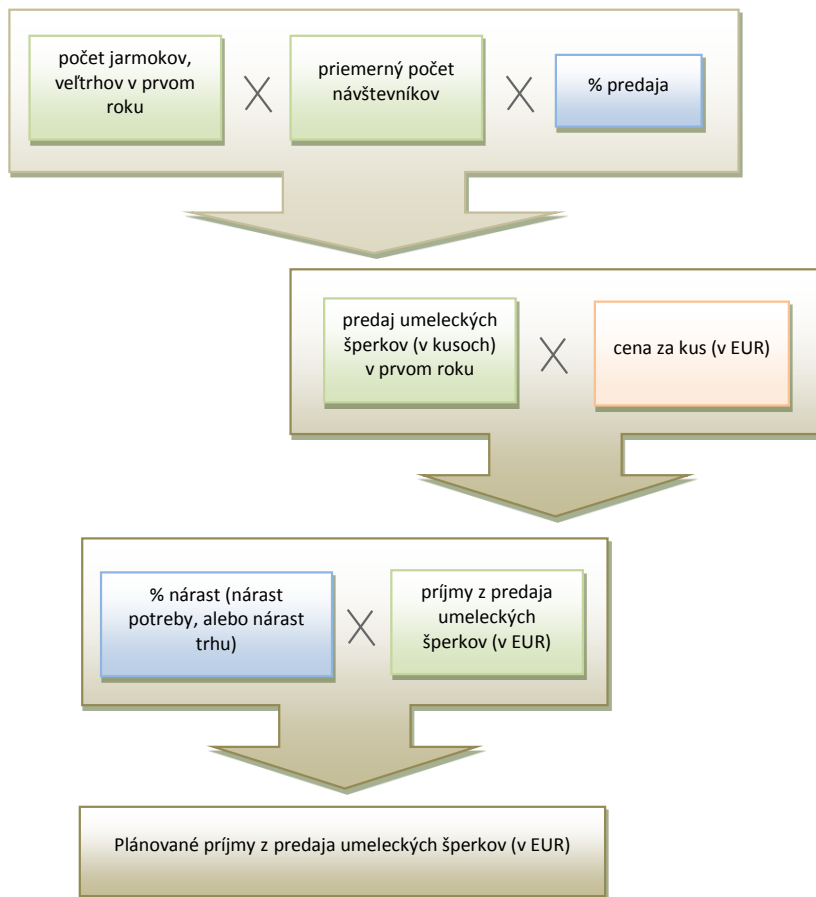 počet jarmokov,
veľtrhov v prvom
roku
priemerný počet
návštevníkov
% predaja
predaj umeleckých
šperkov (v kusoch)
v prvom roku
cena za kus (v EUR)
% nárast (nárast
potreby, alebo nárast
trhu)
príjmy z predaja
umeleckých
šperkov (v EUR)
Plánované príjmy z predaja umeleckých šperkov (v EUR)